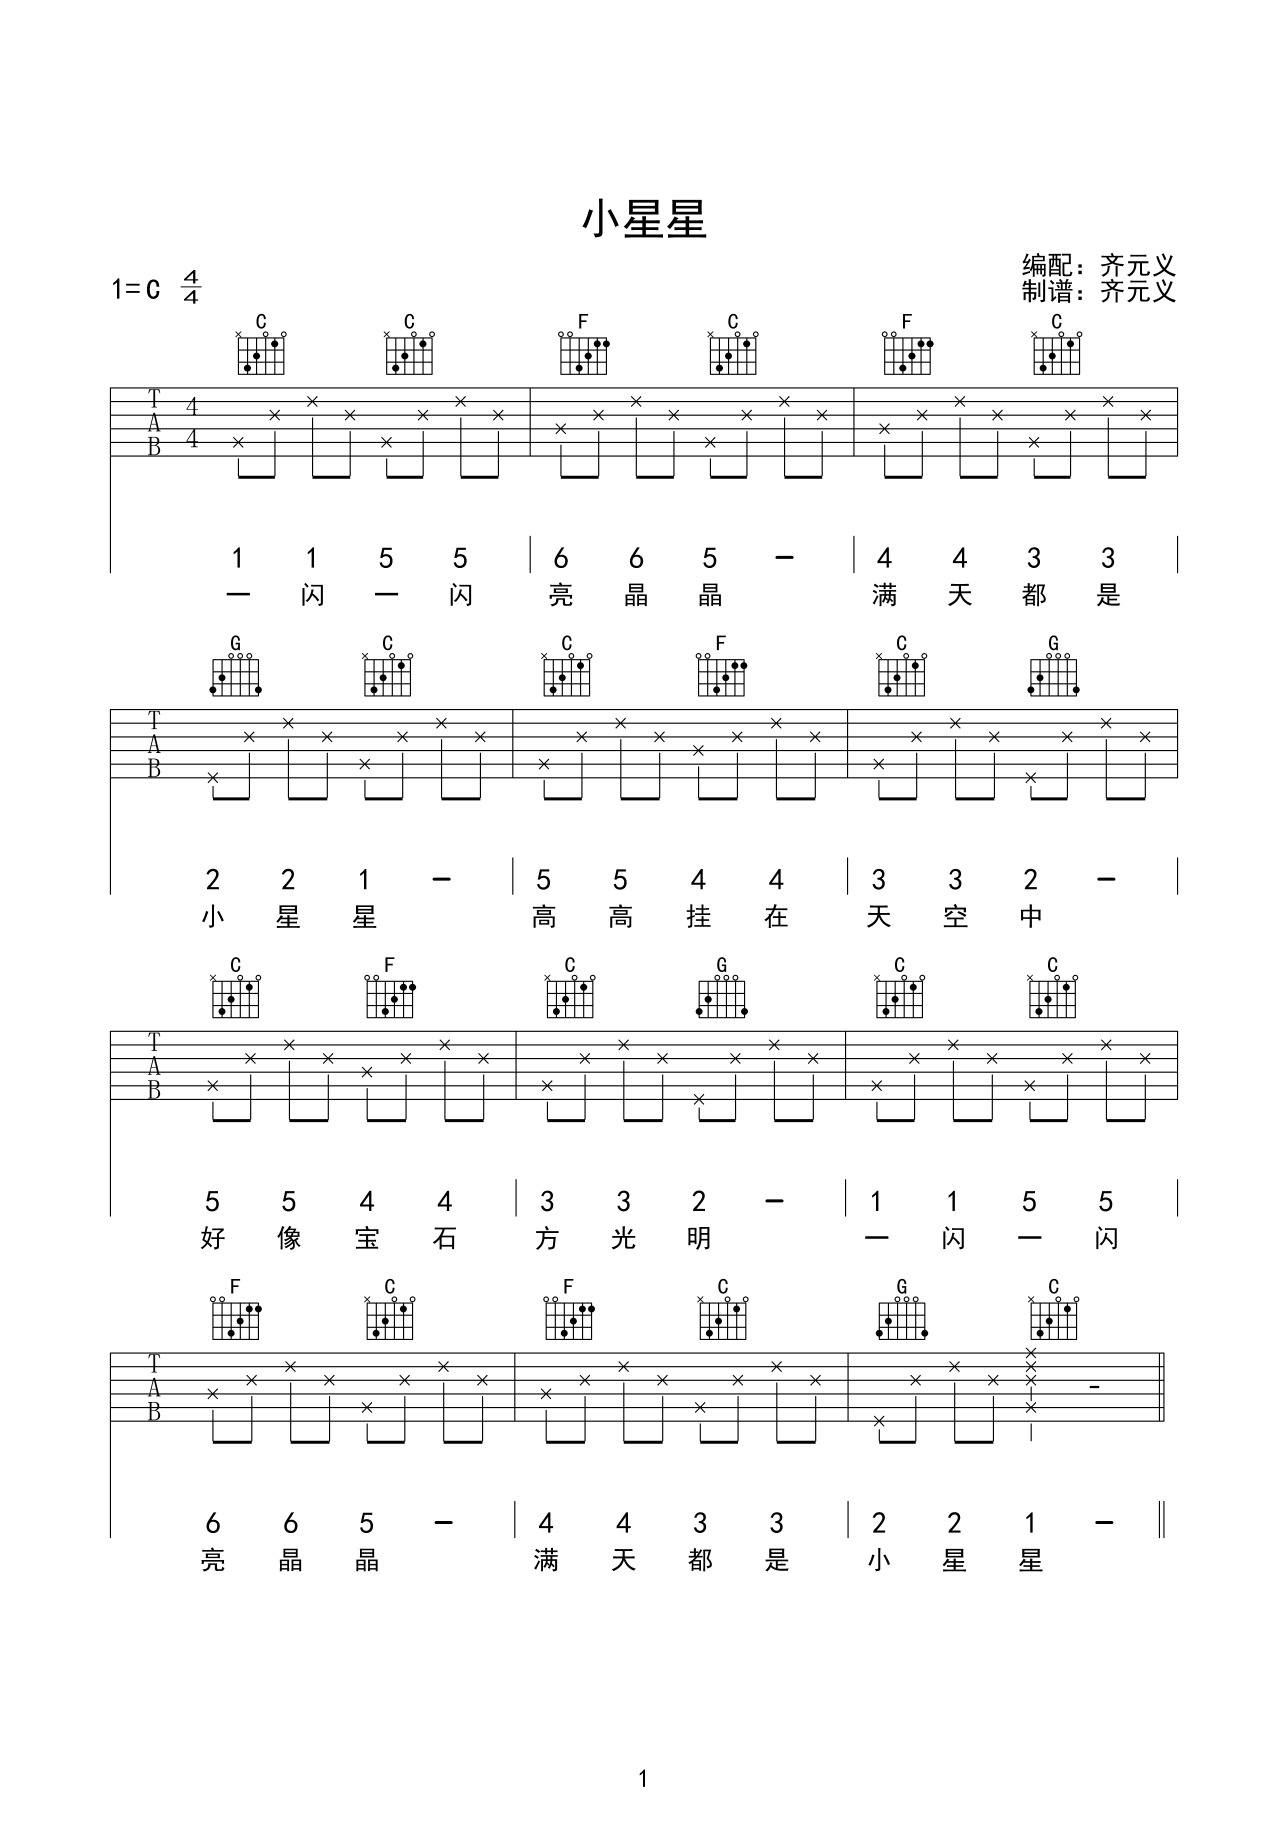 小星星
1=C 4/4
编配：齐元义
制谱：齐元义
C C F C F C
T A B 4 4
1 1 5 5 | 6 6 5 – | 4 4 3 3 |
一 闪 一 闪 亮 晶 晶 满 天 都 是
G C C F C G
T A B
2 2 1 – | 5 5 4 4 | 3 3 2 – |
小 星 星 高 高 挂 在 天 空 中
C F C G C C
T A B
5 5 4 4 | 3 3 2 – | 1 1 5 5 |
好 像 宝 石 方 光 明 一 闪 一 闪
F C F C G C
T A B
6 6 5 – | 4 4 3 3 | 2 2 1 – ||
亮 晶 晶 满 天 都 是 小 星 星
1